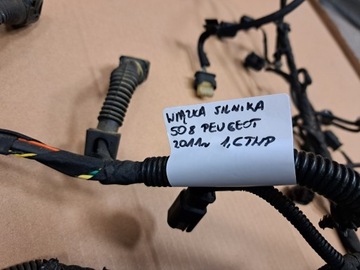 WIĄZKA SILNIKA
508 PEUGEOT
2011r 1,6THP